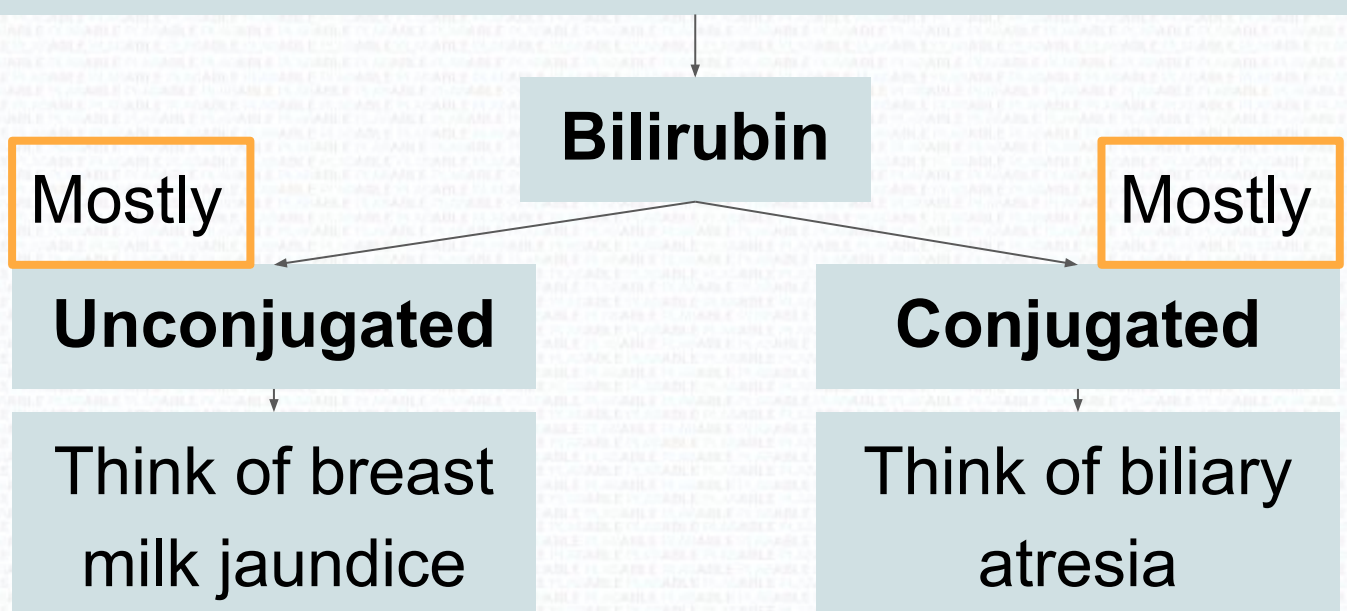 Bilirubin
Mostly
Mostly
Unconjugated
Conjugated
Think of breast
milk jaundice
Think of biliary
atresia